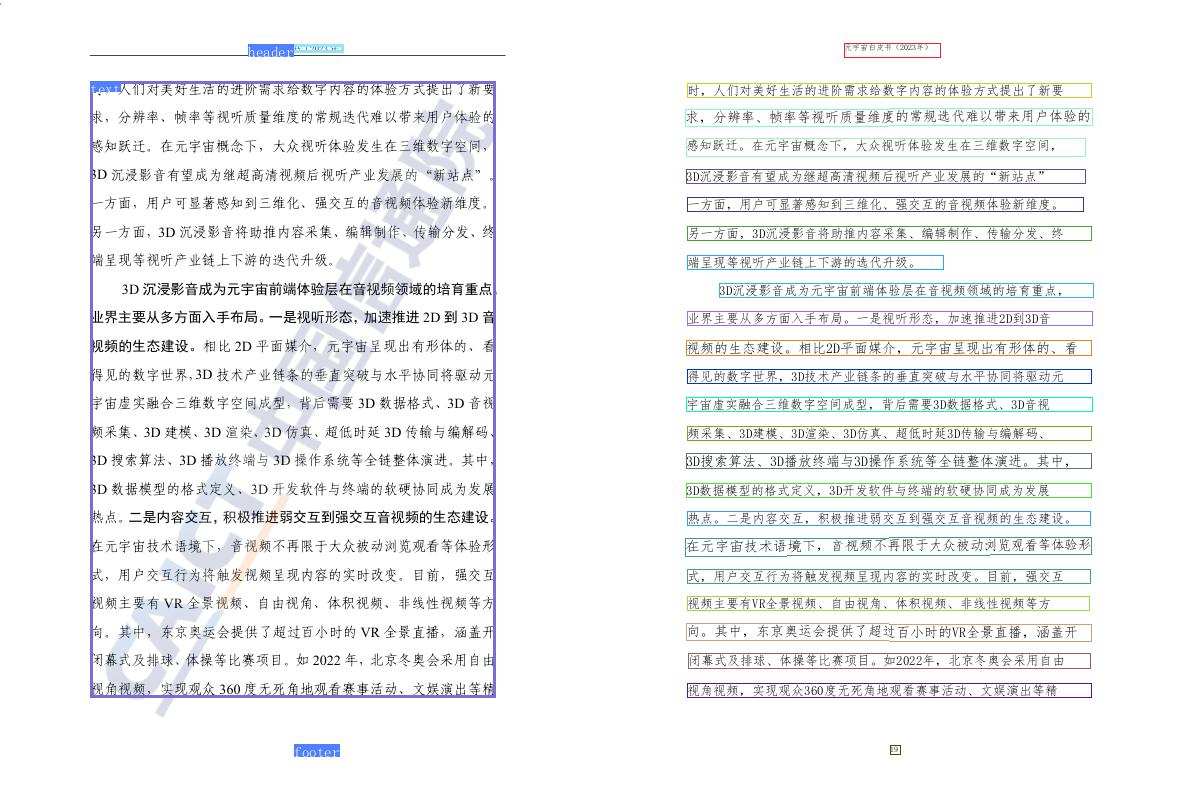 header
text
人们对美好生活的进阶需求给数字内容的体验方式提出了新要
求，分辨率、帧率等视听质量维度的常规迭代难以带来用户体验的
感知跃迁。在元宇宙概念下，大众视听体验发生在三维数字空间，
3D 沉浸影音有望成为继超高清视频后视听产业发展的“新站点”。
一方面，用户可显著感知到三维化、强交互的音视频体验新维度。
另一方面，3D 沉浸影音将助推内容采集、编辑制作、传输分发、终
端呈现等视听产业链上下游的迭代升级。
3D 沉浸影音成为元宇宙前端体验层在音视频领域的培育重点，
业界主要从多方面入手布局。一是视听形态，加速推进 2D 到 3D 音
视频的生态建设。相比 2D 平面媒介，元宇宙呈现出有形体的、看
得见的数字世界，3D 技术产业链条的垂直突破与水平协同将驱动元
宇宙虚实融合三维数字空间成型，背后需要 3D 数据格式、3D 音视
频采集、3D 建模、3D 渲染、3D 仿真、超低时延 3D 传输与编解码、
3D 搜索算法、3D 播放终端与 3D 操作系统等全链整体演进。其中，
3D 数据模型的格式定义、3D 开发软件与终端的软硬协同成为发展
热点。二是内容交互，积极推进弱交互到强交互音视频的生态建设。
在元宇宙技术语境下，音视频不再限于大众被动浏览观看等体验形
式，用户交互行为将触发视频呈现内容的实时改变。目前，强交互
视频主要有 VR 全景视频、自由视角、体积视频、非线性视频等方
向。其中，东京奥运会提供了超过百小时的 VR 全景直播，涵盖开
闭幕式及排球、体操等比赛项目。如 2022 年，北京冬奥会采用自由
视角视频，实现观众 360 度无死角地观看赛事活动、文娱演出等精
CAICT 中国信通院
footer
元宇宙白皮书（2023年）
时，人们对美好生活的进阶需求给数字内容的体验方式提出了新要
求，分辨率、帧率等视听质量维度的常规选代难以带来用户体验的
感知跃迁。在元宇宙概念下，大众视听体验发生在三维数字空间，
3D沉浸影音有望成为继超高清视频后视听产业发展的“新站点”
一方面，用户可显著感知到三维化、强交互的音视频体验新维度。
另一方面，3D沉浸影音将助推内容采集、编辑制作、传输分发、终
端呈现等视听产业链上下游的选代升级。
3D沉浸影音成为元宇宙前端体验层在音视频领域的培育重点，
业界主要从多方面入手布局。一是视听形态，加速推进2D到3D音
视频的生态建设。相比2D平面媒介，元宇宙呈现出有形体的、看
得见的数字世界，3D技术产业链条的垂直突破与水平协同将驱动元
宇宙虚实融合三维数字空间成型，背后需要3D数据格式、3D音视
频采集、3D建模、3D渲染、3D仿真、超低时延3D传输与编解码、
3D搜索算法、3D播放终端与3D操作系统等全链整体演进。其中，
3D数据模型的格式定义，3D开发软件与终端的软硬协同成为发展
热点。二是内容交互，积极推进弱交互到强交互音视频的生态建设。
在元宇宙技术语境下，音视频不再限于大众被动浏览观看等体验形
式，用户交互行为将触发视频呈现内容的实时改变。目前，强交互
视频主要有VR全景视频、自由视角、体积视频、非线性视频等方
向。其中，东京奥运会提供了超过百小时的VR全景直播，涵盖开
闭幕式及排球、体操等比赛项目。如2022年，北京冬奥会采用自由
视角视频，实现观众360度无死角地观看赛事活动、文娱演出等精
19